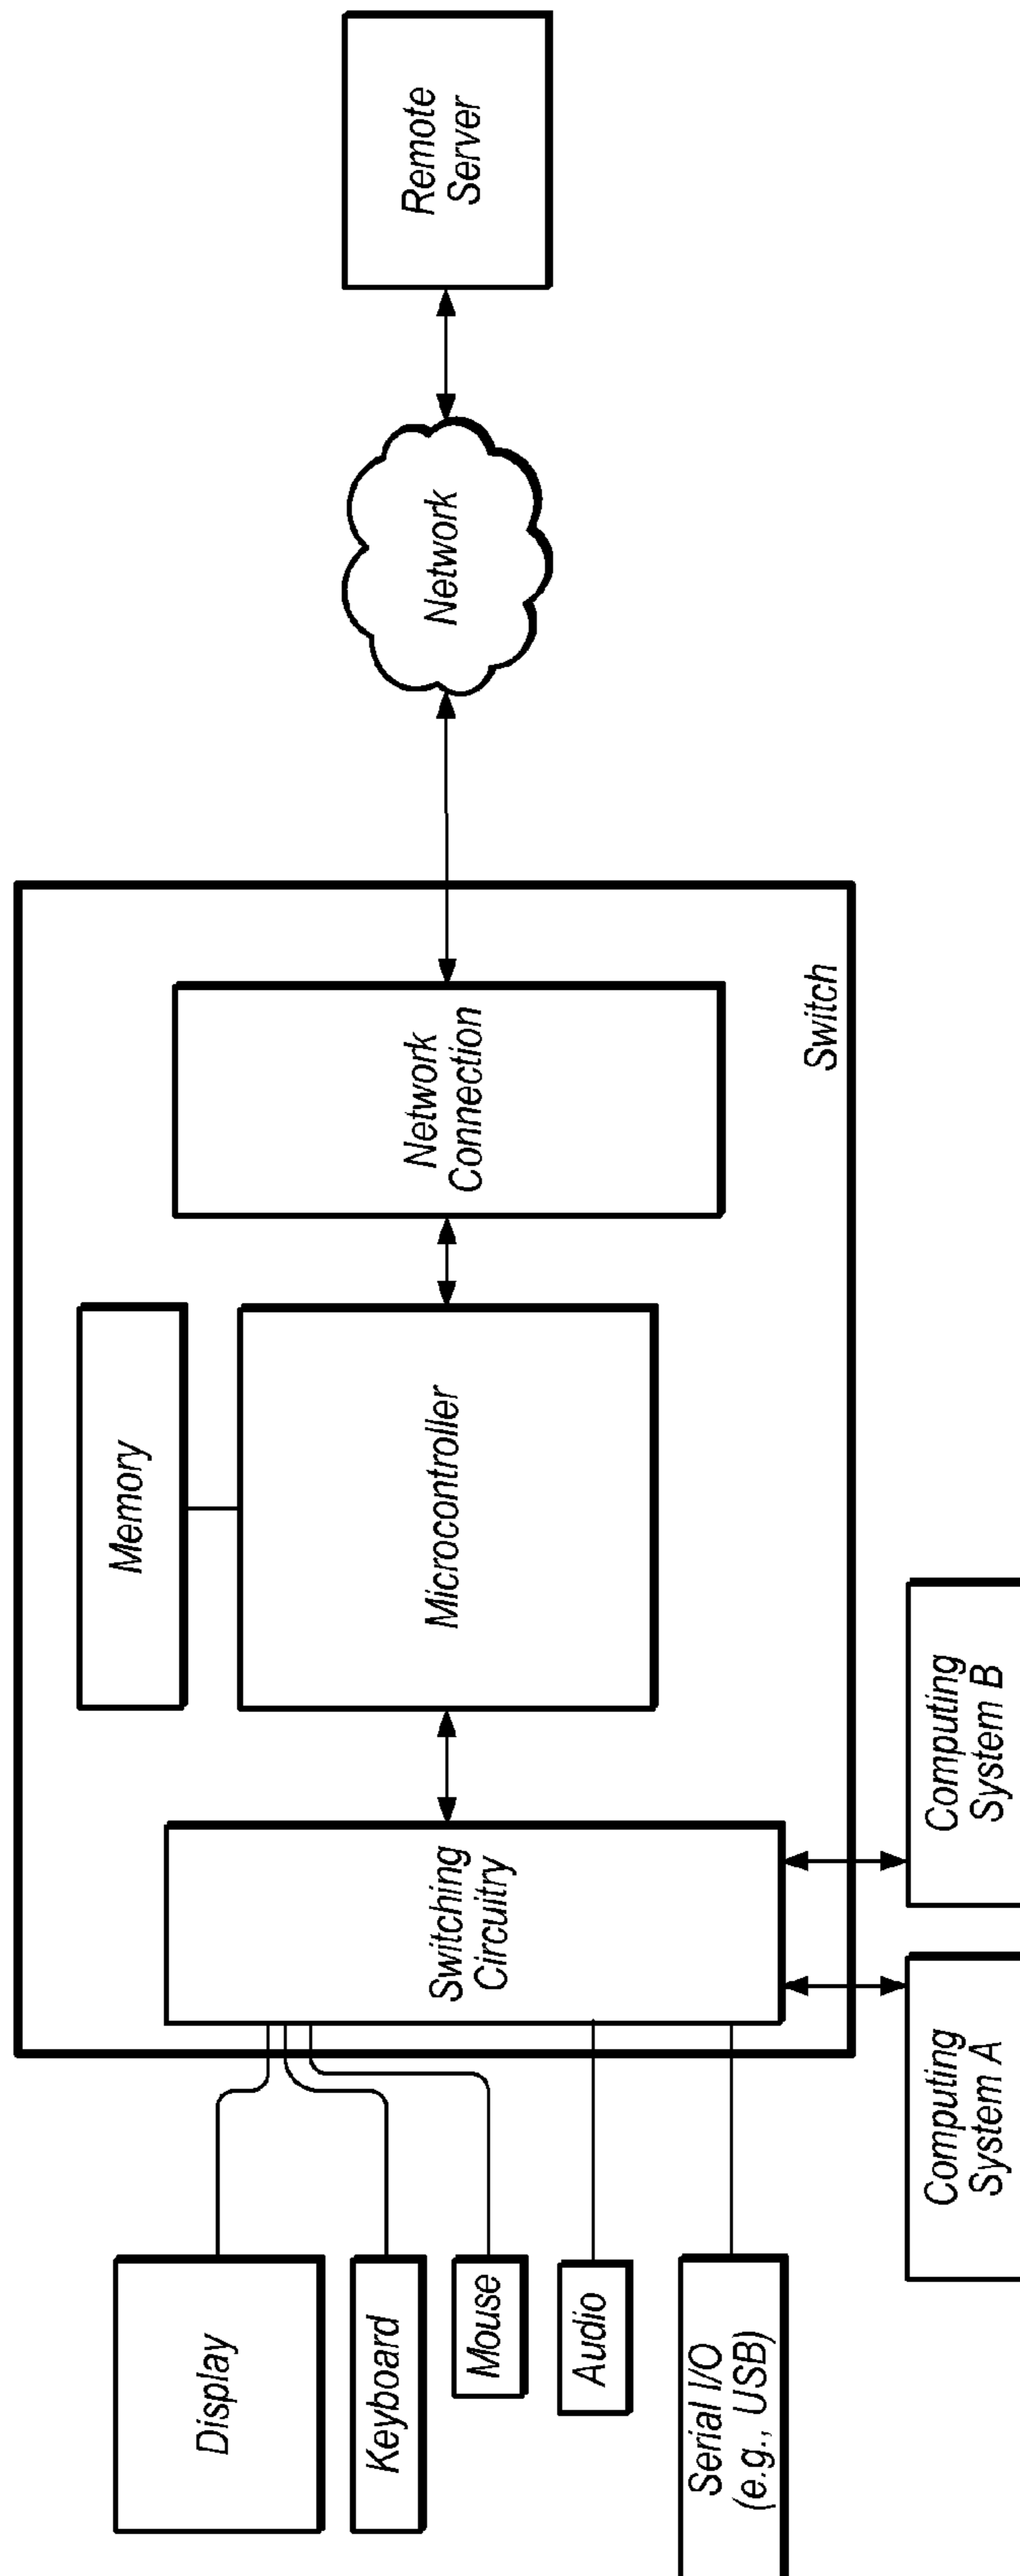 Display
Keyboard
Mouse
Audio
Serial I/O
(e.g., USB)
Switching
Circuitry
Memory
Microcontroller
Network
Connection
Switch
Computing
System A
Computing
System B
Network
Remote
Server